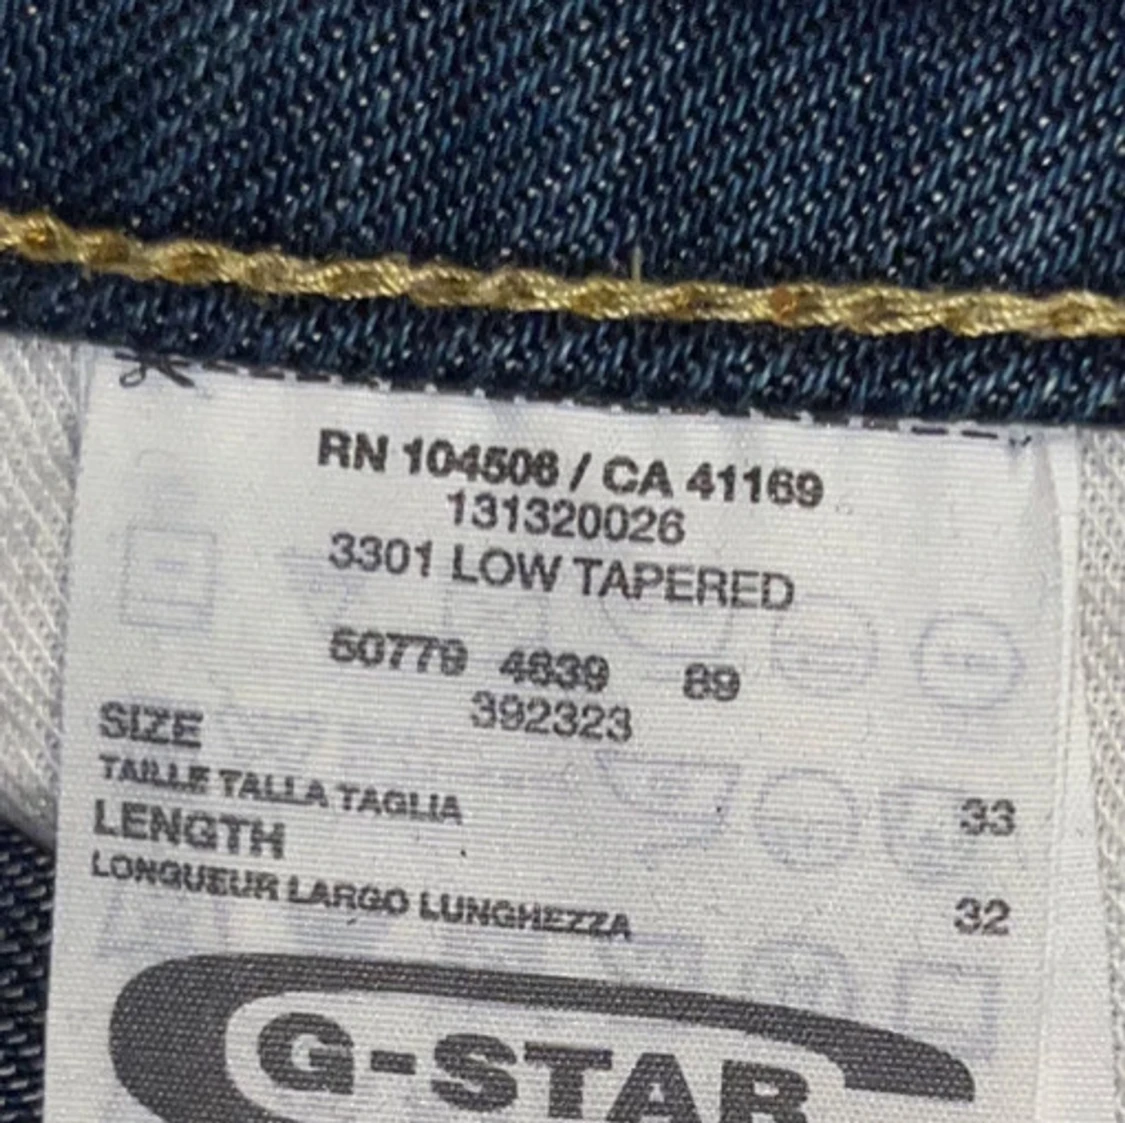 RN 104506 / CA 41169
131320026
3301 LOW TAPERED
50779 4639 89
392323
SIZE
TAILLE TALLA TAGLIA 33
LENGTH
LONGUEUR LARGO LUNGHEZZA 32
G-STAR